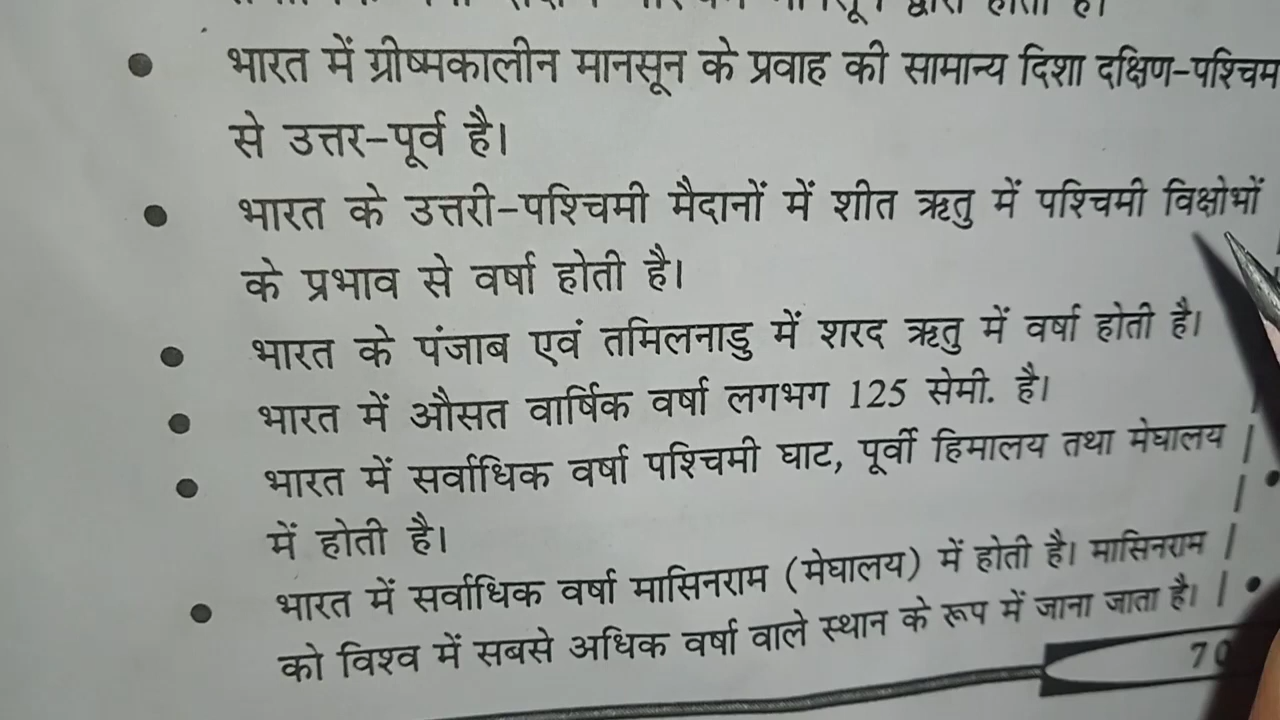 द्वारा होता है।
भारत में ग्रीष्मकालीन मानसून के प्रवाह की सामान्य दिशा दक्षिण-पश्चिम
से उत्तर-पूर्व है।
भारत के उत्तरी-पश्चिमी मैदानों में शीत ऋतु में पश्चिमी विक्षोभों
के प्रभाव से वर्षा होती है।
भारत के पंजाब एवं तमिलनाडु में शरद ऋतु में वर्षा होती है।
भारत में औसत वार्षिक वर्षा लगभग 125 सेमी. है।
भारत में सर्वाधिक वर्षा पश्चिमी घाट, पूर्वी हिमालय तथा मेघालय
में होती है।
भारत में सर्वाधिक वर्षा मासिनराम (मेघालय) में होती है। मासिनराम
को विश्व में सबसे अधिक वर्षा वाले स्थान के रूप में जाना जाता है।